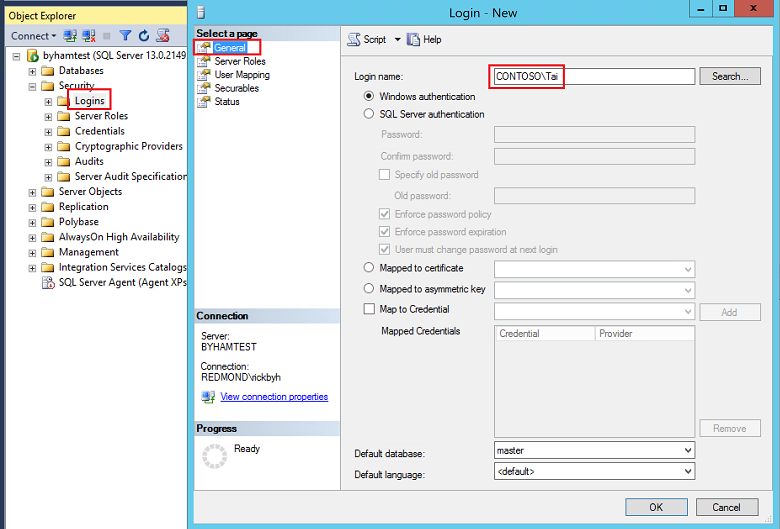 Object Explorer
Connect
byhamtest (SQL Server 13.0.2149
Databases
Security
Logins
Server Roles
Credentials
Cryptographic Providers
Audits
Server Audit Specification
Server Objects
Replication
Polybase
AlwaysOn High Availability
Management
Integration Services Catalogs
SQL Server Agent (Agent XPs
Login - New
Select a page
General
Server Roles
User Mapping
Securables
Status
Connection
Server:
BYHAMTEST
Connection:
REDMOND\rickbyh
View connection properties
Progress
Ready
Script
Help
Login name:
CONTOSO\Tai
Search...
Windows authentication
SQL Server authentication
Password:
Confirm password:
Specify old password
Old password:
Enforce password policy
Enforce password expiration
User must change password at next login
Mapped to certificate
Mapped to asymmetric key
Map to Credential
Add
Mapped Credentials
Credential Provider
Remove
Default database:
master
Default language:
<default>
OK
Cancel